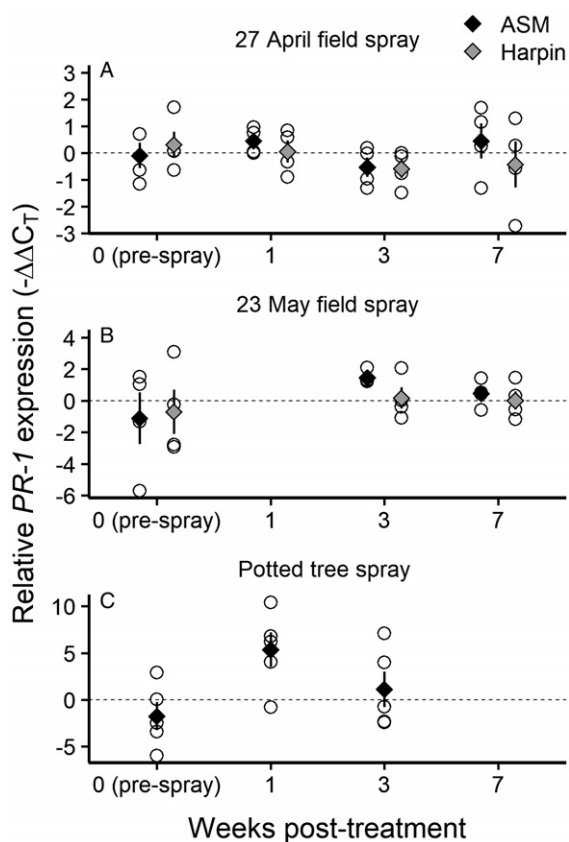 ASM
Harpin
27 April field spray
A
3
2
1
0
-1
-2
-3
0 (pre-spray) 1 3 7
23 May field spray
B
4
2
0
-2
-4
-6
0 (pre-spray) 1 3 7
Potted tree spray
C
10
5
0
-5
0 (pre-spray) 1 3 7
Relative PR-1 expression (-ΔΔCT)
Weeks post-treatment